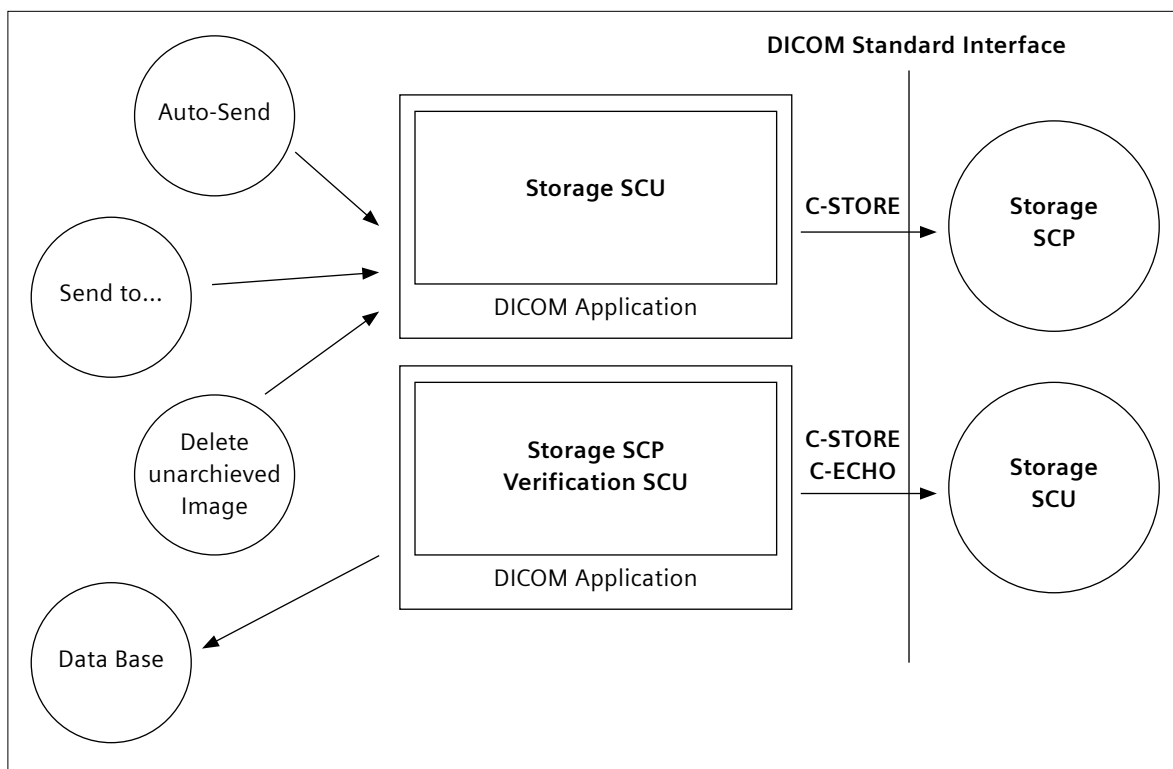 DICOM Standard Interface
Auto-Send
Storage SCU
DICOM Application
C-STORE
Storage
SCP
Send to...
Delete
unarchieved
Image
Storage SCP
Verification SCU
DICOM Application
C-STORE
C-ECHO
Storage
SCU
Data Base